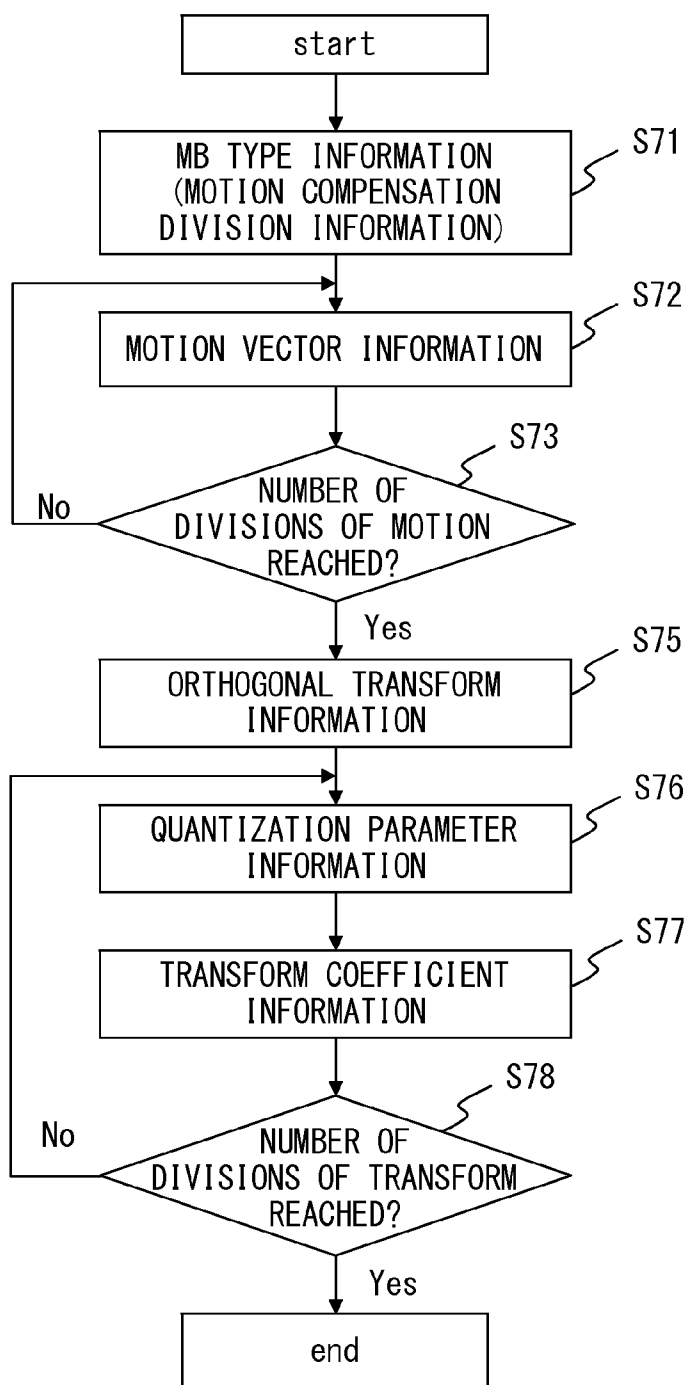 start
S71
MB TYPE INFORMATION
(MOTION COMPENSATION
DIVISION INFORMATION)
S72
MOTION VECTOR INFORMATION
S73
NUMBER OF
DIVISIONS OF MOTION
REACHED?
No
Yes
S75
ORTHOGONAL TRANSFORM
INFORMATION
S76
QUANTIZATION PARAMETER
INFORMATION
S77
TRANSFORM COEFFICIENT
INFORMATION
S78
NUMBER OF
DIVISIONS OF TRANSFORM
REACHED?
No
Yes
end